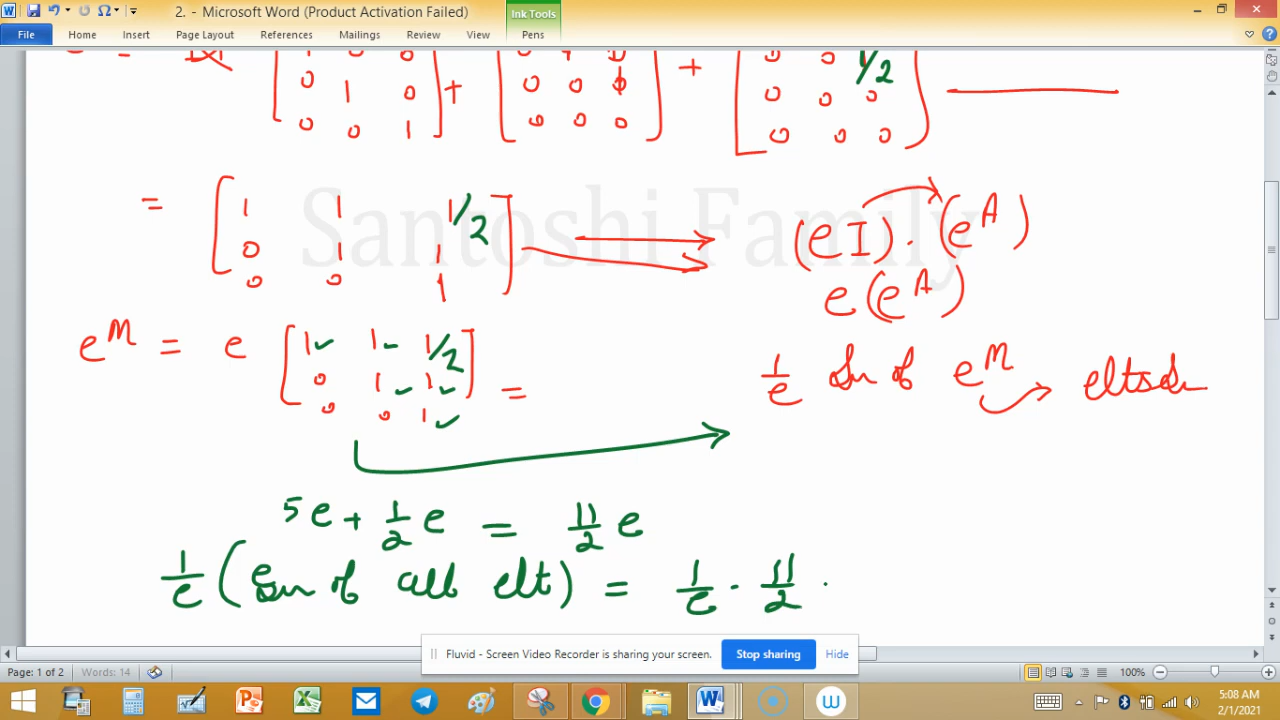 2. - Microsoft Word (Product Activation Failed)
Ink Tools
File Home Insert Page Layout References Mailings Review View Pens
1 0 0
0 1 0 + 0 0 0 + 0 0 0
0 0 1 0 0 0 0 0 0
1/2
Santoshi Family
= [ 1 1 1/2
0 1 1
0 0 1 ]
(eI) · (e^A)
e(e^A)
e^M = e [ 1 1 1/2
0 1 1
0 0 1 ] =
1/e of e^M
5e + 1/2 e = 11/2 e
1/e ( of all elt) = 1/e · 11/2 ·
Fluvid - Screen Video Recorder is sharing your screen. Stop sharing Hide
Page: 1 of 2 Words: 14 100%
5:08 AM
2/1/2021